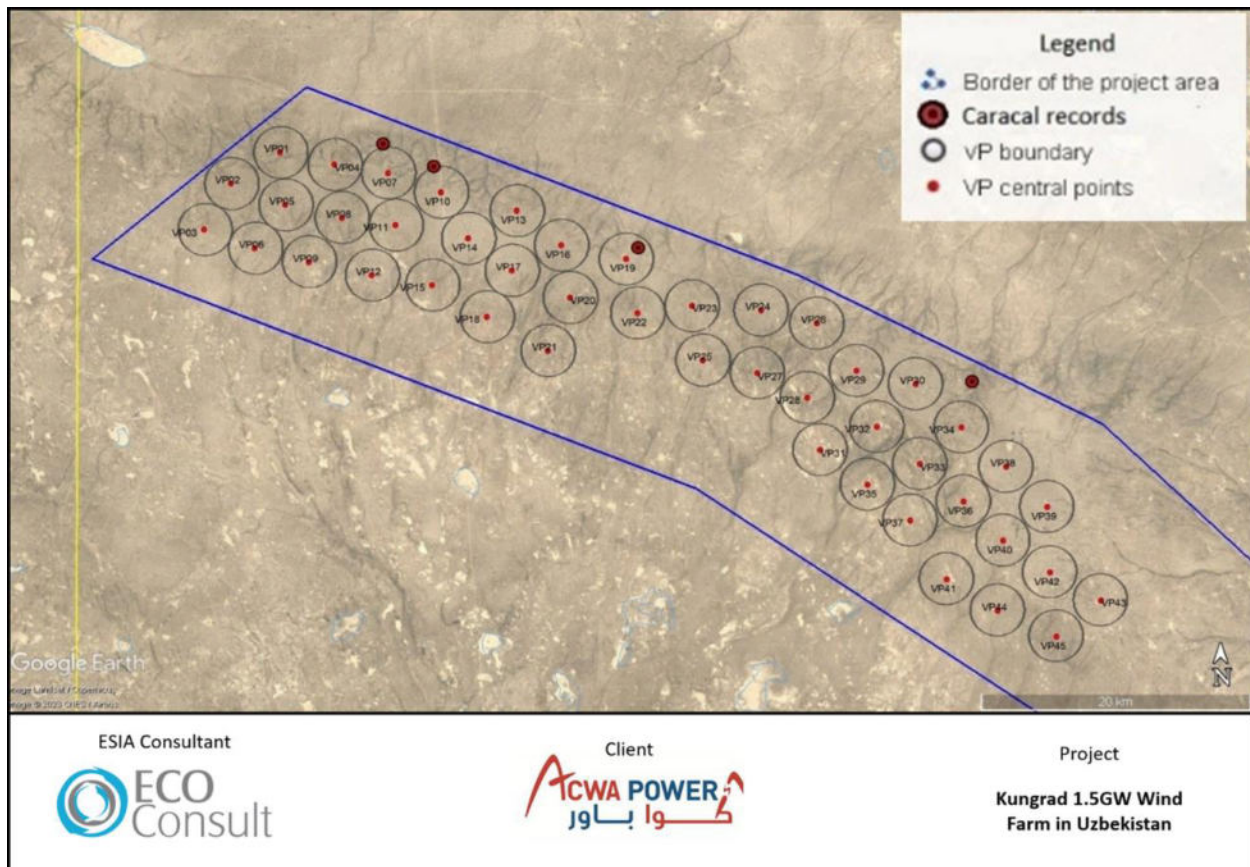 Legend
Border of the project area
Caracal records
VP boundary
VP central points
VP01
VP04
VP07
VP02
VP10
VP05
VP13
VP08
VP03
VP11
VP14
VP06
VP16
VP09
VP17
VP19
VP12
VP15
VP20
VP23
VP24
VP18
VP22
VP26
VP21
VP25
VP27
VP29
VP30
VP28
VP32
VP34
VP31
VP33
VP38
VP35
VP36
VP37
VP39
VP40
VP41
VP42
VP44
VP43
VP45
Google Earth
N
20 km
ESIA Consultant
ECO
Consult
Client
ACWA POWER
أكوا باور
Project
Kungrad 1.5GW Wind
Farm in Uzbekistan